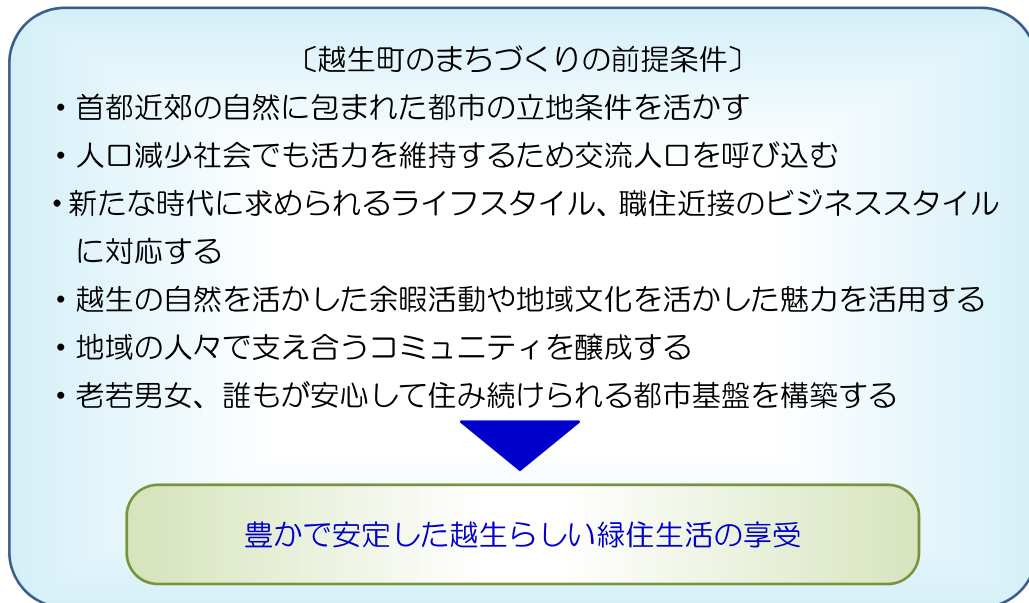 〔越生町のまちづくりの前提条件〕
・首都近郊の自然に包まれた都市の立地条件を活かす
・人口減少社会でも活力を維持するため交流人口を呼び込む
・新たな時代に求められるライフスタイル、職住近接のビジネススタイル
に対応する
・越生の自然を活かした余暇活動や地域文化を活かした魅力を活用する
・地域の人々で支え合うコミュニティを醸成する
・老若男女、誰もが安心して住み続けられる都市基盤を構築する
豊かで安定した越生らしい緑住生活の享受